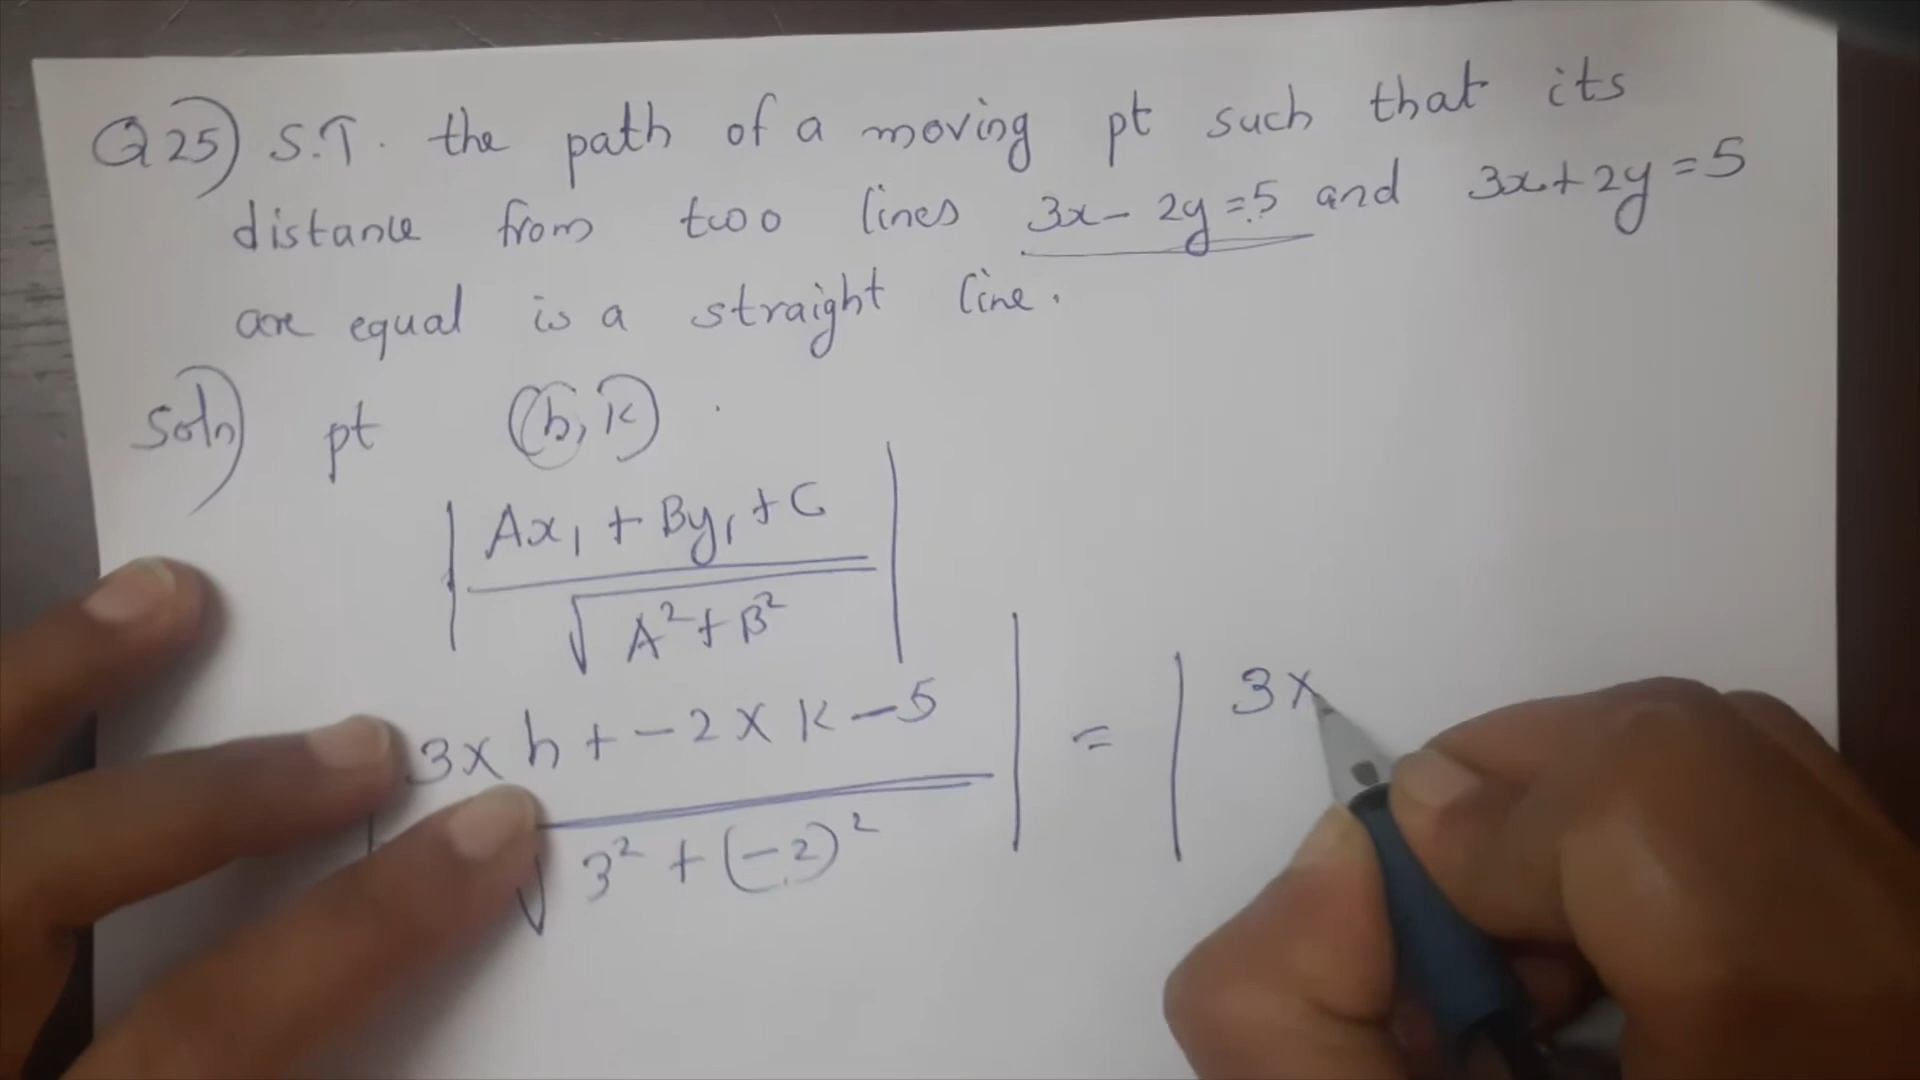 Q25) S.T. the path of a moving pt such that its
distance from two lines 3x - 2y = 5 and 3x + 2y = 5
are equal is a straight line.
Soln) pt (h, k)
| Ax₁ + By₁ + C |
√A² + B²
3 x h + - 2 x k - 5 | = | 3 x
√3² + (-2)²